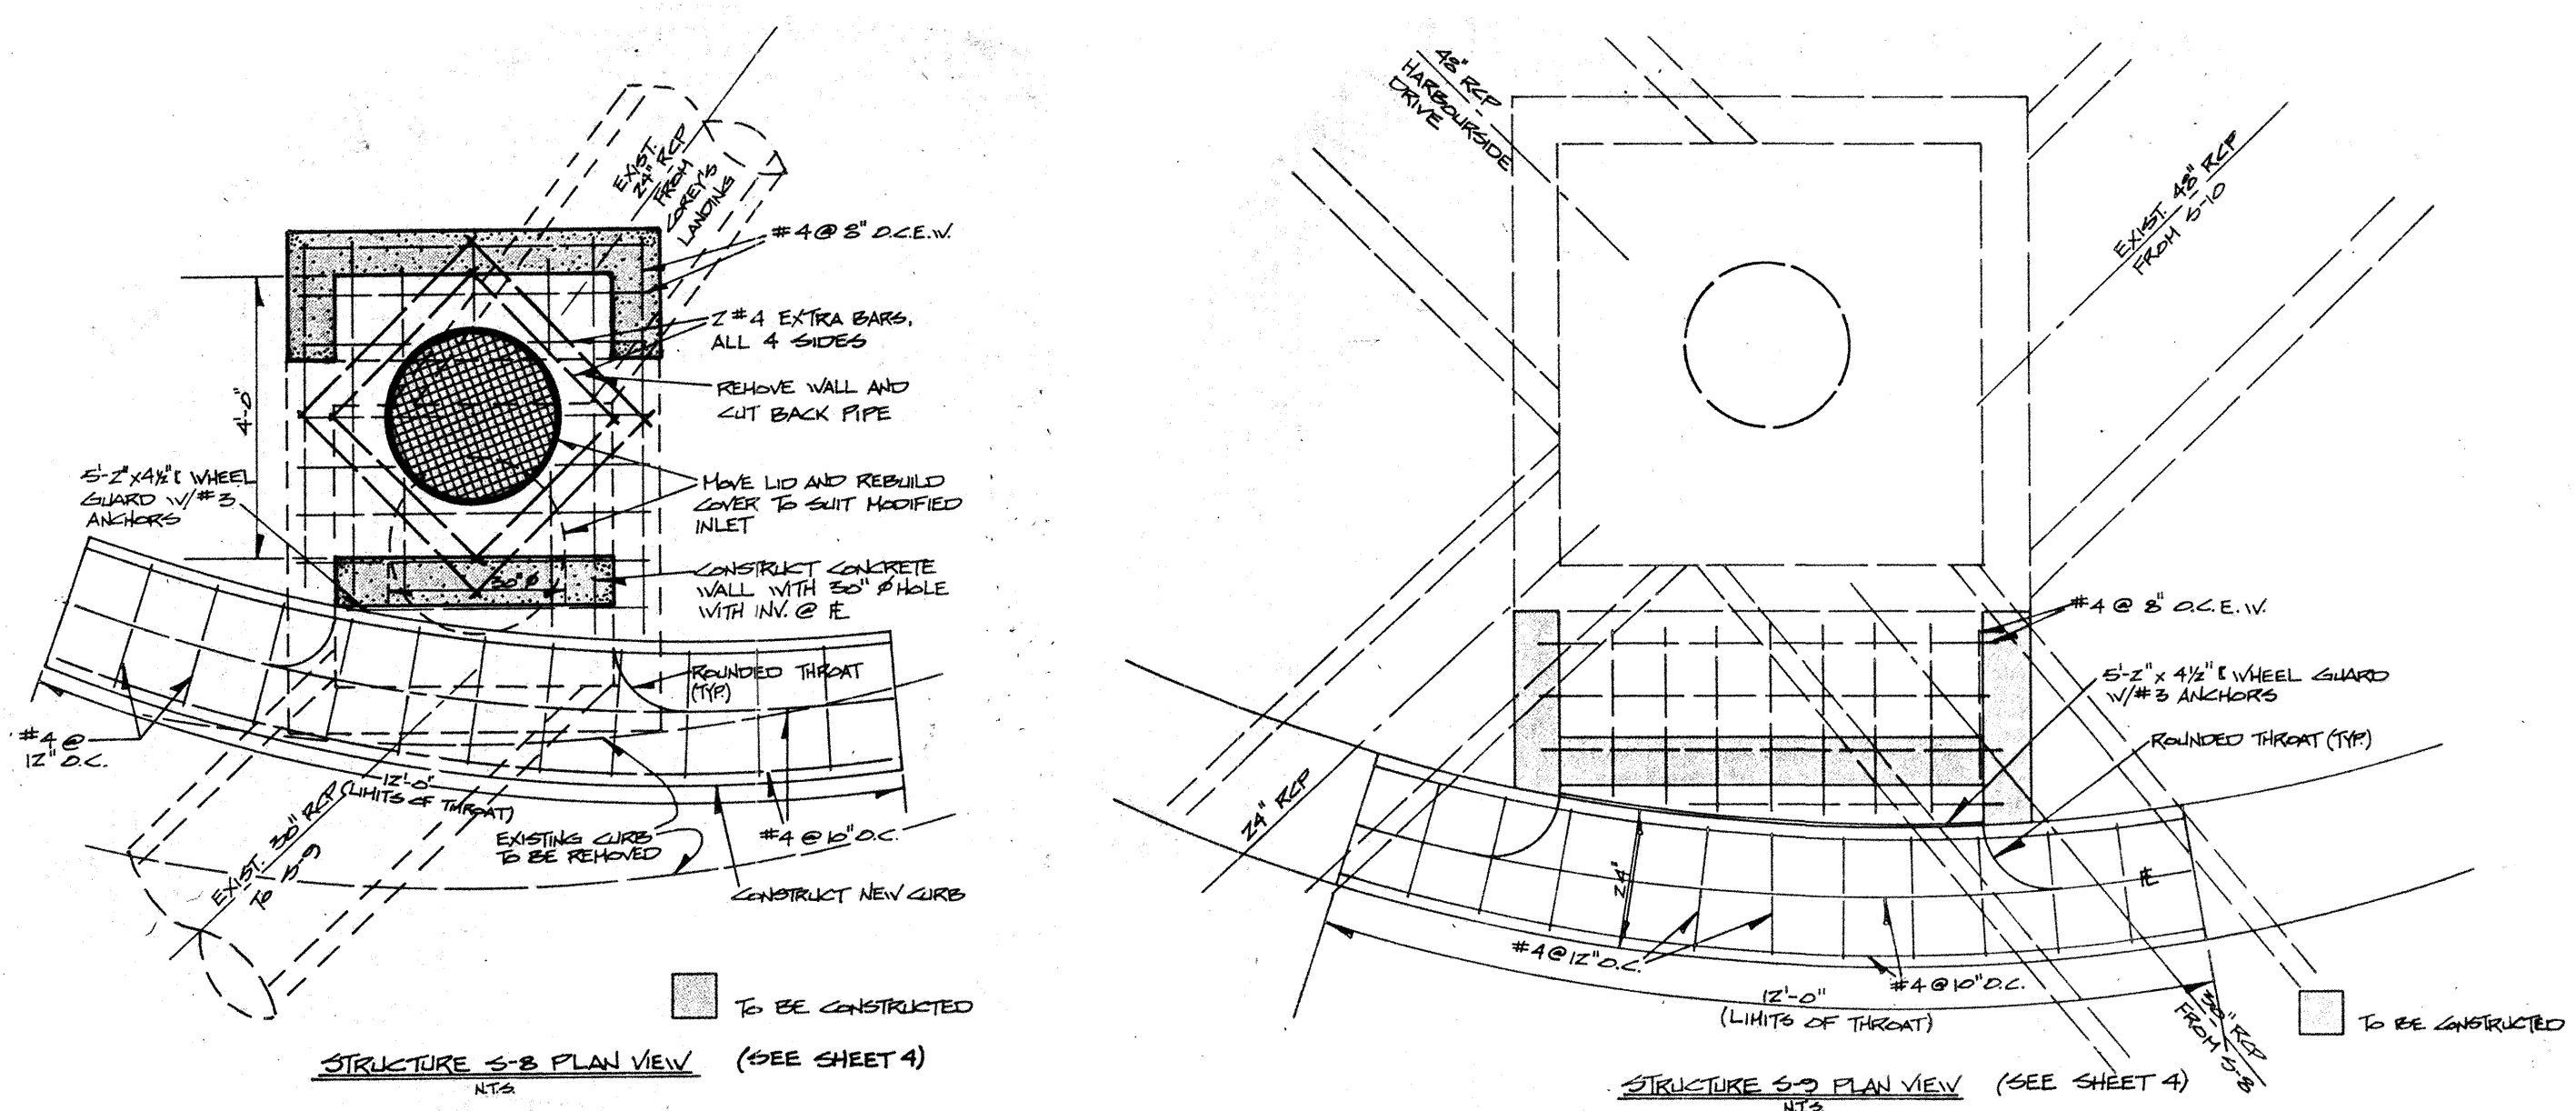 EXIST.
24" RCP
FROM
COREY'S
LANDING
#4 @ 8" O.C.E.W.
2 #4 EXTRA BARS,
ALL 4 SIDES
REMOVE WALL AND
CUT BACK PIPE
4'-0"
5'-2" x 4½" [ WHEEL
GUARD W/ #3
ANCHORS
MOVE LID AND REBUILD
COVER TO SUIT MODIFIED
INLET
30" Ø
CONSTRUCT CONCRETE
WALL WITH 30" Ø HOLE
WITH INV. @ FL
ROUNDED THROAT
(TYP.)
#4 @
12" O.C.
12'-0"
(LIMITS OF THROAT)
EXISTING CURB
TO BE REMOVED
#4 @ 10" O.C.
EXIST. 30" RCP
TO S-9
CONSTRUCT NEW CURB
TO BE CONSTRUCTED
STRUCTURE S-8 PLAN VIEW (SEE SHEET 4)
N.T.S.
48" RCP
HARBOURSIDE
DRIVE
EXIST. 48" RCP
FROM S-10
#4 @ 8" O.C.E.W.
5'-2" x 4½" [ WHEEL GUARD
W/ #3 ANCHORS
ROUNDED THROAT (TYP.)
24" RCP
24"
FL
#4 @ 12" O.C.
#4 @ 10" O.C.
12'-0"
(LIMITS OF THROAT)
30" RCP
FROM S-8
TO BE CONSTRUCTED
STRUCTURE S-9 PLAN VIEW (SEE SHEET 4)
N.T.S.